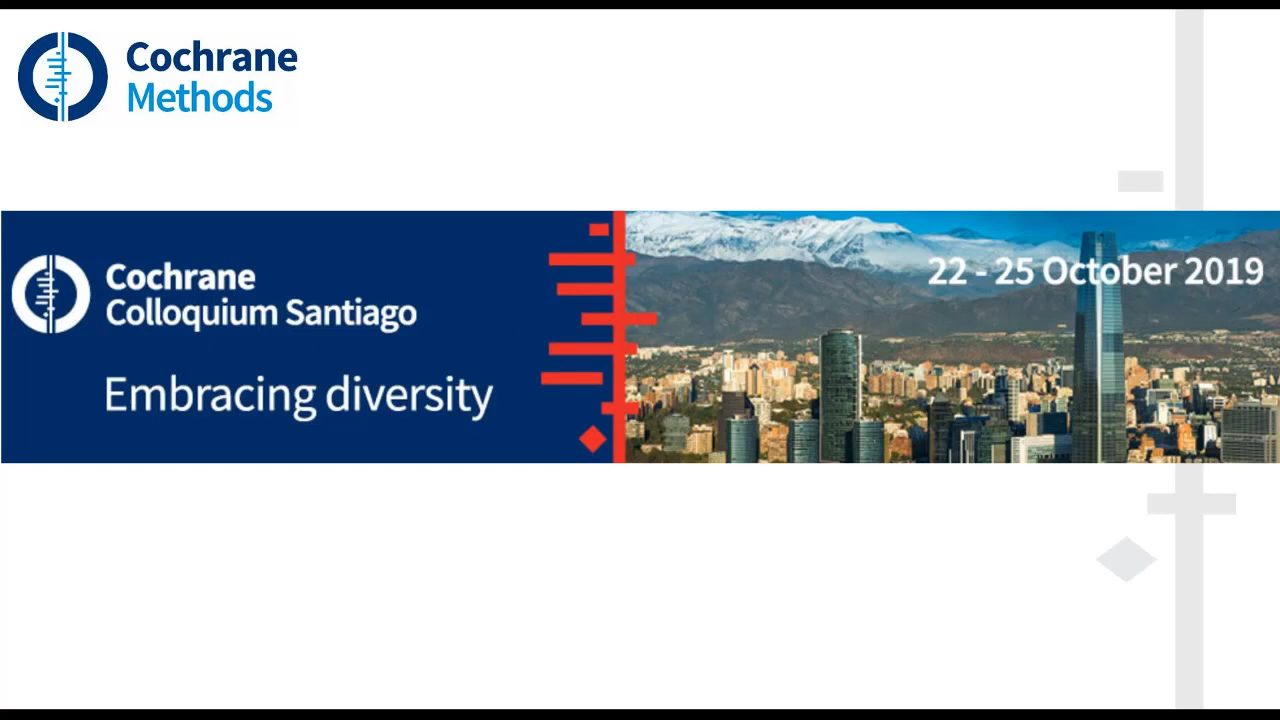 Cochrane
Methods
Cochrane
Colloquium Santiago
Embracing diversity
22 - 25 October 2019